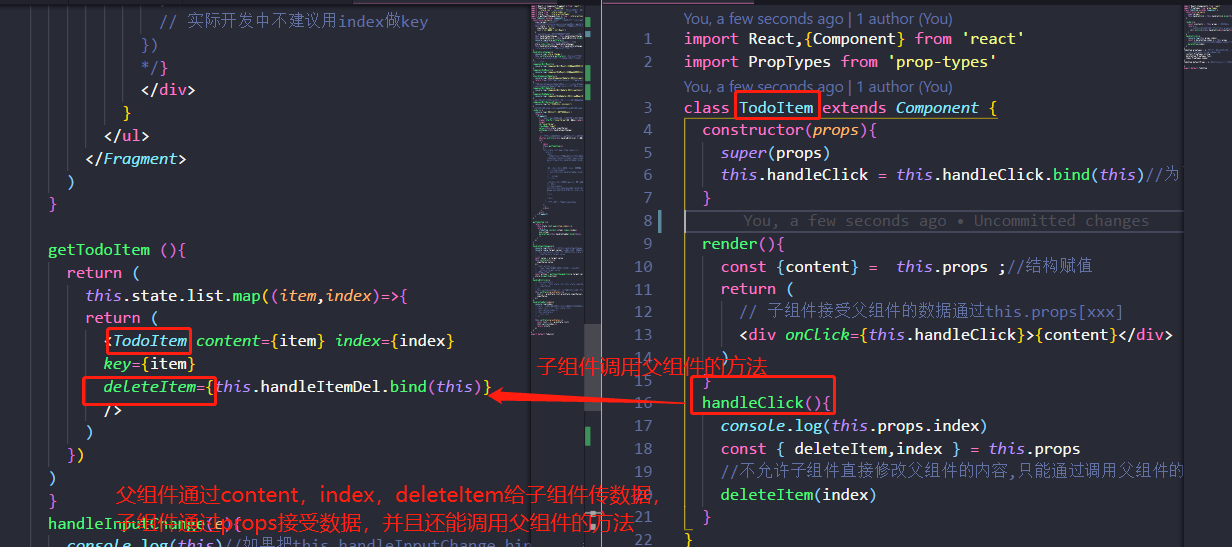 // 实际开发中不建议用index做key
})
*/}
</div>
}
</ul>
</Fragment>
)
}
getTodoItem (){
return (
this.state.list.map((item,index)=>{
return (
<TodoItem content={item} index={index}
key={item}
deleteItem={this.handleItemDel.bind(this)}
/>
)
})
)
}
handleInputChange(e){
console.log(this)//如果把this.handleInputChange.bin
父组件通过content，index，deleteItem给子组件传数据，
子组件通过props接受数据，并且还能调用父组件的方法
子组件调用父组件的方法
You, a few seconds ago | 1 author (You)
1 import React,{Component} from 'react'
2 import PropTypes from 'prop-types'
You, a few seconds ago | 1 author (You)
3 class TodoItem extends Component {
4 constructor(props){
5 super(props)
6 this.handleClick = this.handleClick.bind(this)//为
7 }
8 You, a few seconds ago • Uncommitted changes
9 render(){
10 const {content} = this.props ;//结构赋值
11 return (
12 // 子组件接受父组件的数据通过this.props[xxx]
13 <div onClick={this.handleClick}>{content}</div>
14 )
15 }
16 handleClick(){
17 console.log(this.props.index)
18 const { deleteItem,index } = this.props
19 //不允许子组件直接修改父组件的内容,只能通过调用父组件的
20 deleteItem(index)
21 }
22 }